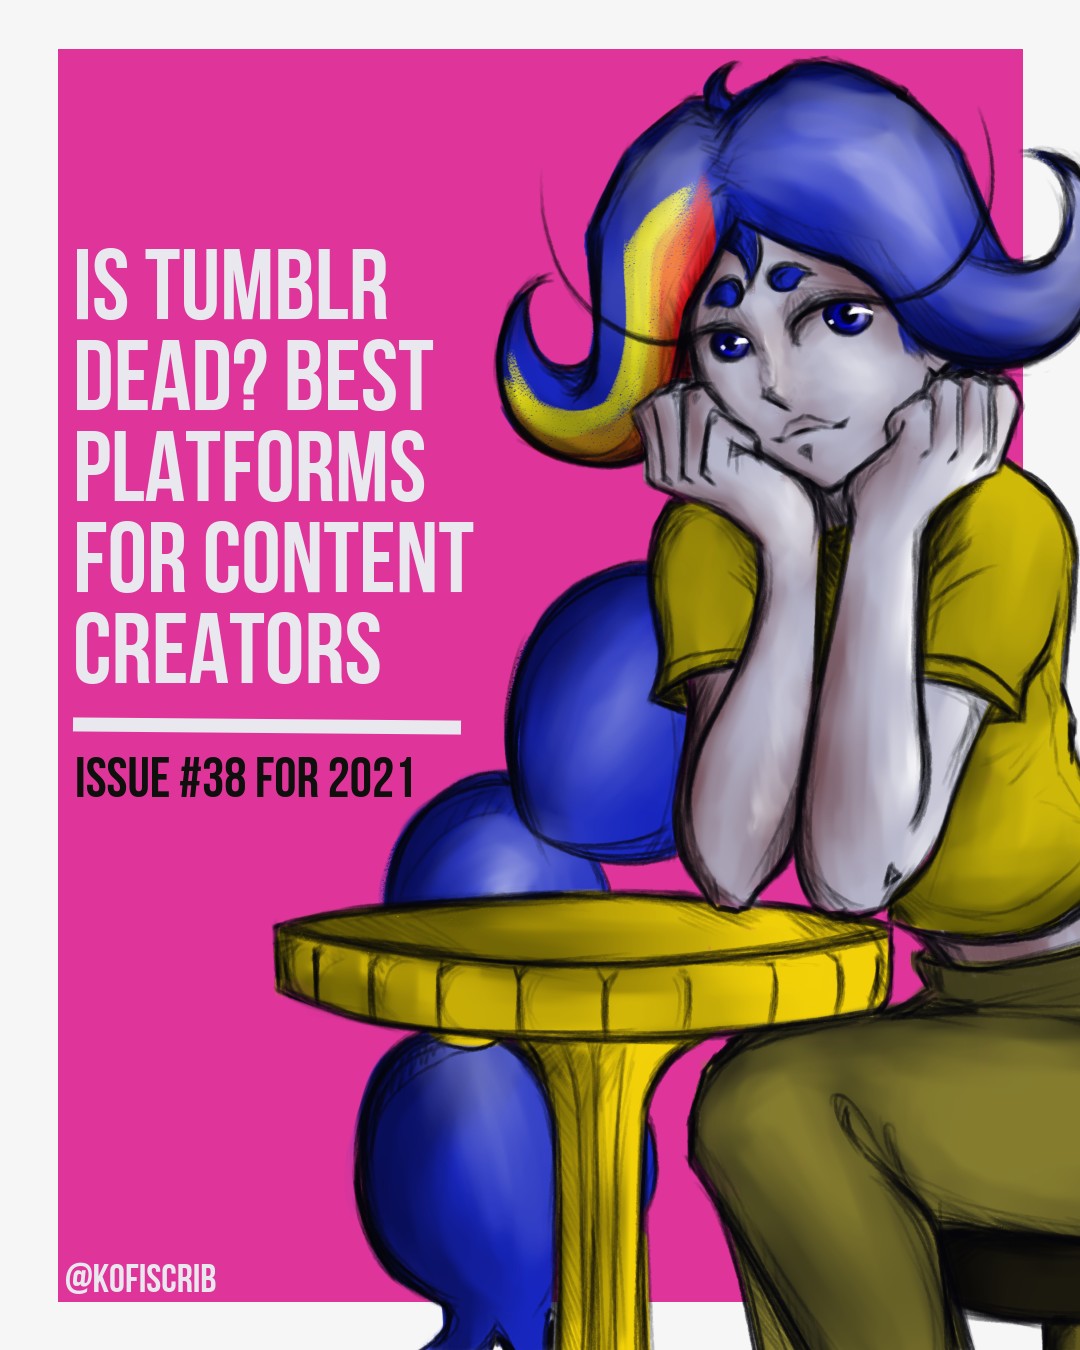 IS TUMBLR
DEAD? BEST
PLATFORMS
FOR CONTENT
CREATORS
ISSUE #38 FOR 2021
@KOFISCRIB